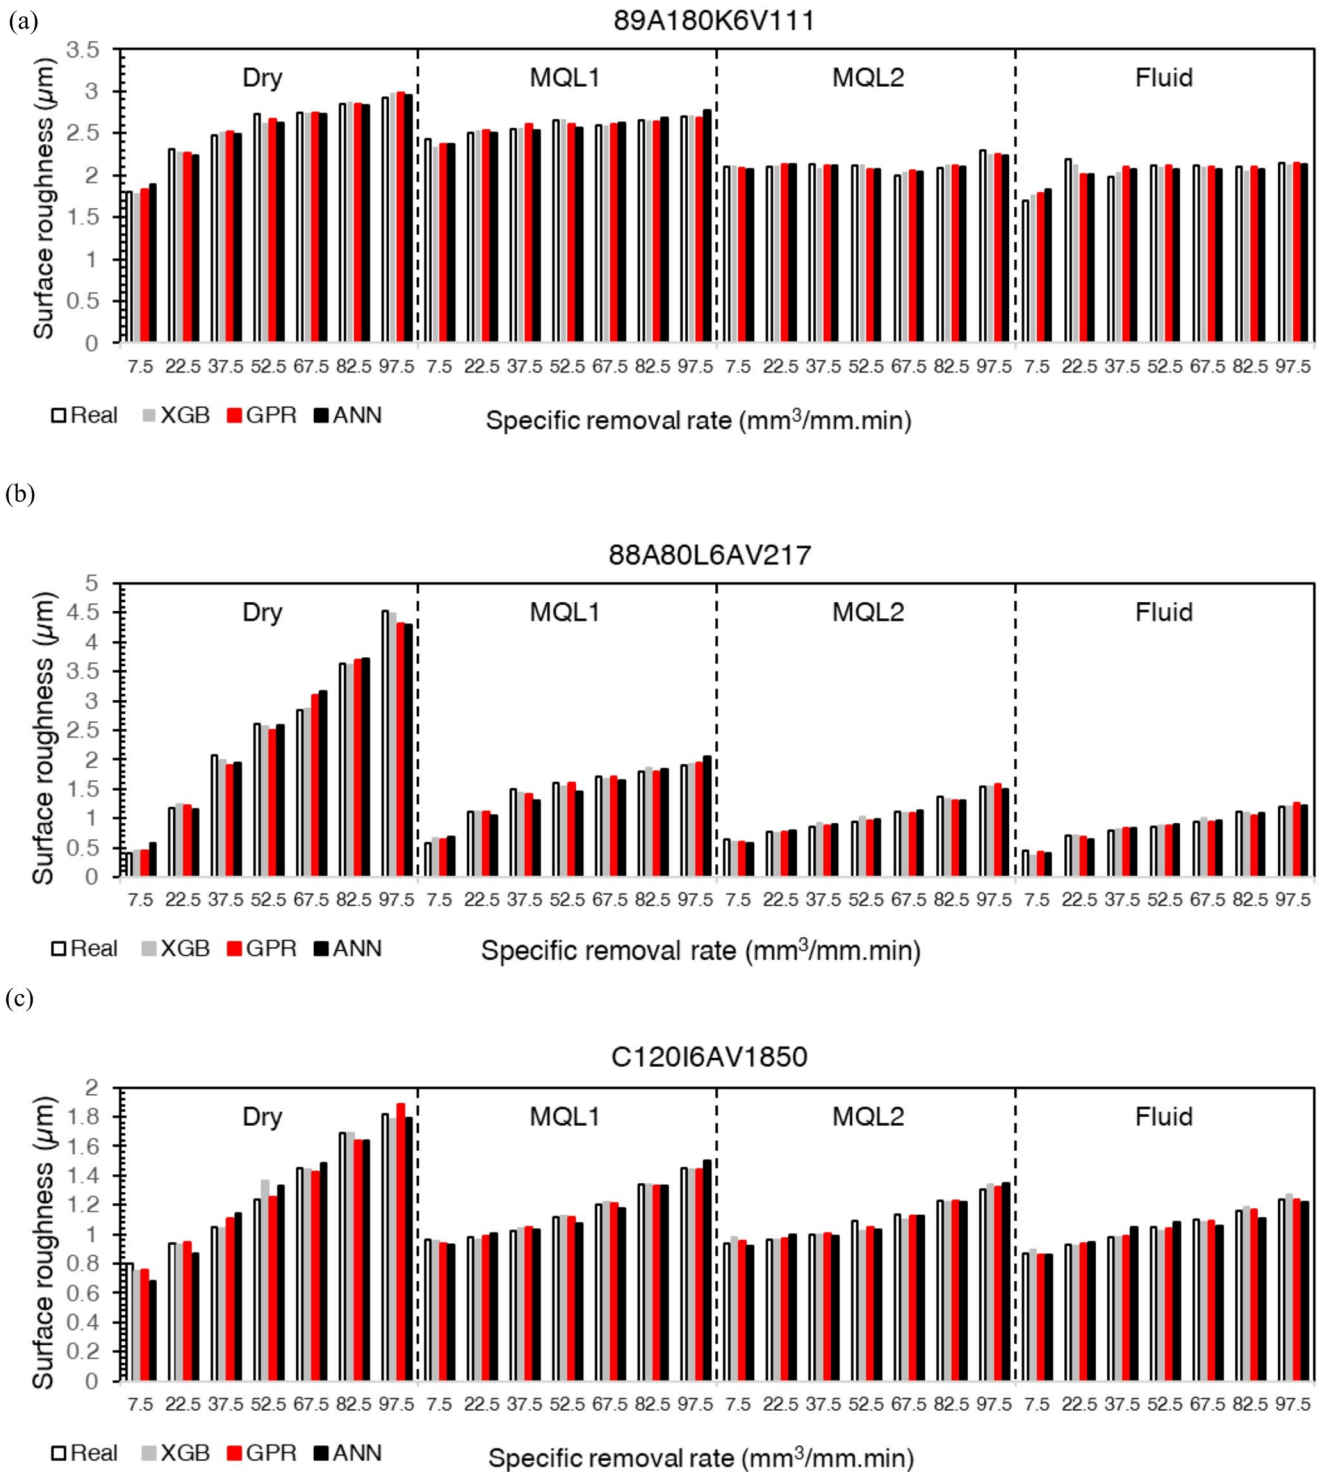 (a)
89A180K6V111
Surface roughness (µm)
3.5
3
2.5
2
1.5
1
0.5
0
Dry MQL1 MQL2 Fluid
7.5 22.5 37.5 52.5 67.5 82.5 97.5 7.5 22.5 37.5 52.5 67.5 82.5 97.5 7.5 22.5 37.5 52.5 67.5 82.5 97.5 7.5 22.5 37.5 52.5 67.5 82.5 97.5
Real XGB GPR ANN
Specific removal rate (mm³/mm.min)
(b)
88A80L6AV217
Surface roughness (µm)
5
4.5
4
3.5
3
2.5
2
1.5
1
0.5
0
Dry MQL1 MQL2 Fluid
7.5 22.5 37.5 52.5 67.5 82.5 97.5 7.5 22.5 37.5 52.5 67.5 82.5 97.5 7.5 22.5 37.5 52.5 67.5 82.5 97.5 7.5 22.5 37.5 52.5 67.5 82.5 97.5
Real XGB GPR ANN
Specific removal rate (mm³/mm.min)
(c)
C120I6AV1850
Surface roughness (µm)
2
1.8
1.6
1.4
1.2
1
0.8
0.6
0.4
0.2
0
Dry MQL1 MQL2 Fluid
7.5 22.5 37.5 52.5 67.5 82.5 97.5 7.5 22.5 37.5 52.5 67.5 82.5 97.5 7.5 22.5 37.5 52.5 67.5 82.5 97.5 7.5 22.5 37.5 52.5 67.5 82.5 97.5
Real XGB GPR ANN
Specific removal rate (mm³/mm.min)